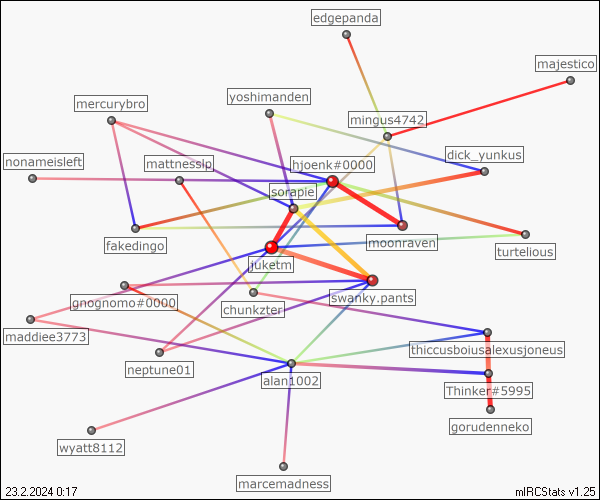 edgepanda
majestico
mercurybro
yoshimanden
mingus4742
nonameisleft
mattnessip
hjoenk#0000
dick_yunkus
sorapie
fakedingo
moonraven
turtelious
juketm
swanky.pants
gnognomo#0000
chunkzter
maddiee3773
thiccusboiusalexusjoneus
neptune01
alan1002
Thinker#5995
gorudenneko
wyatt8112
marcemadness
23.2.2024 0:17
mIRCStats v1.25